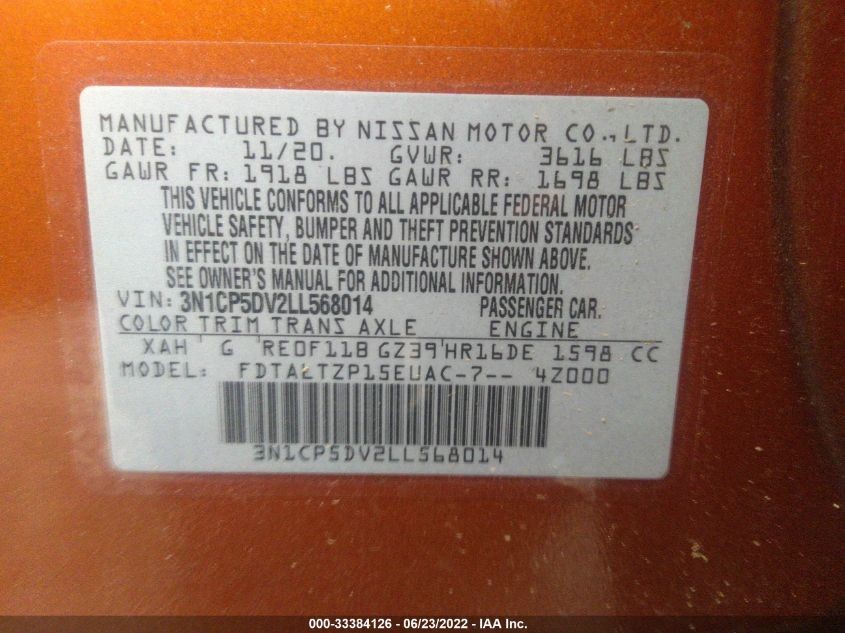 MANUFACTURED BY NISSAN MOTOR CO., LTD.
DATE: 11/20. GVWR: 3616 LBS
GAWR FR: 1918 LBS GAWR RR: 1698 LBS
THIS VEHICLE CONFORMS TO ALL APPLICABLE FEDERAL MOTOR
VEHICLE SAFETY, BUMPER AND THEFT PREVENTION STANDARDS
IN EFFECT ON THE DATE OF MANUFACTURE SHOWN ABOVE.
SEE OWNER'S MANUAL FOR ADDITIONAL INFORMATION.
VIN: 3N1CP5DV2LL568014 PASSENGER CAR.
COLOR TRIM TRANS AXLE ENGINE
XAH G RE0F11B GZ39 HR16DE 1598 CC
MODEL: FDTALTZP15EUAC-7-- 4Z000
3N1CP5DV2LL568014
000-33384126 - 06/23/2022 - IAA Inc.